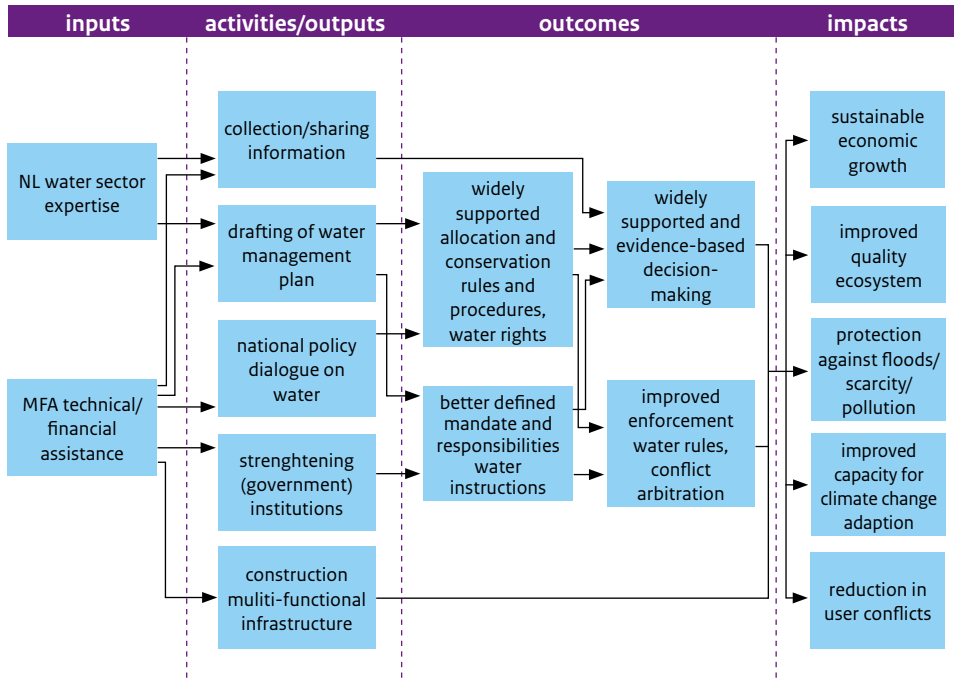 inputs
activities/outputs
outcomes
impacts
NL water sector
expertise
MFA technical/
financial
assistance
collection/sharing
information
drafting of water
management
plan
national policy
dialogue on
water
strenghtening
(government)
institutions
construction
muliti-functional
infrastructure
widely
supported
allocation and
conservation
rules and
procedures,
water rights
better defined
mandate and
responsibilities
water
instructions
widely
supported and
evidence-based
decision-
making
improved
enforcement
water rules,
conflict
arbitration
sustainable
economic
growth
improved
quality
ecosystem
protection
against floods/
scarcity/
pollution
improved
capacity for
climate change
adaption
reduction in
user conflicts